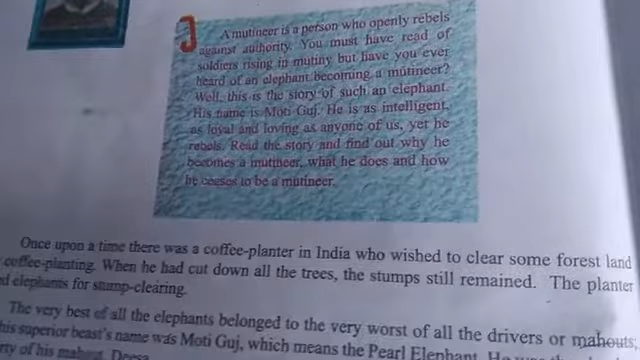 A mutineer is a person who openly rebels
against authority. You must have read of
soldiers rising in mutiny but have you ever
heard of an elephant becoming a mutineer?
Well, this is the story of such an elephant.
His name is Moti Guj. He is as intelligent,
as loyal and loving as anyone of us, yet he
rebels. Read the story and find out why he
becomes a mutineer, what he does and how
he ceases to be a mutineer.
Once upon a time there was a coffee-planter in India who wished to clear some forest land
coffee-planting. When he had cut down all the trees, the stumps still remained. The planter
elephants for stump-clearing.
The very best of all the elephants belonged to the very worst of all the drivers or mahouts;
his superior beast's name was Moti Guj, which means the Pearl Elephant. He was
of his mahout, Deesa